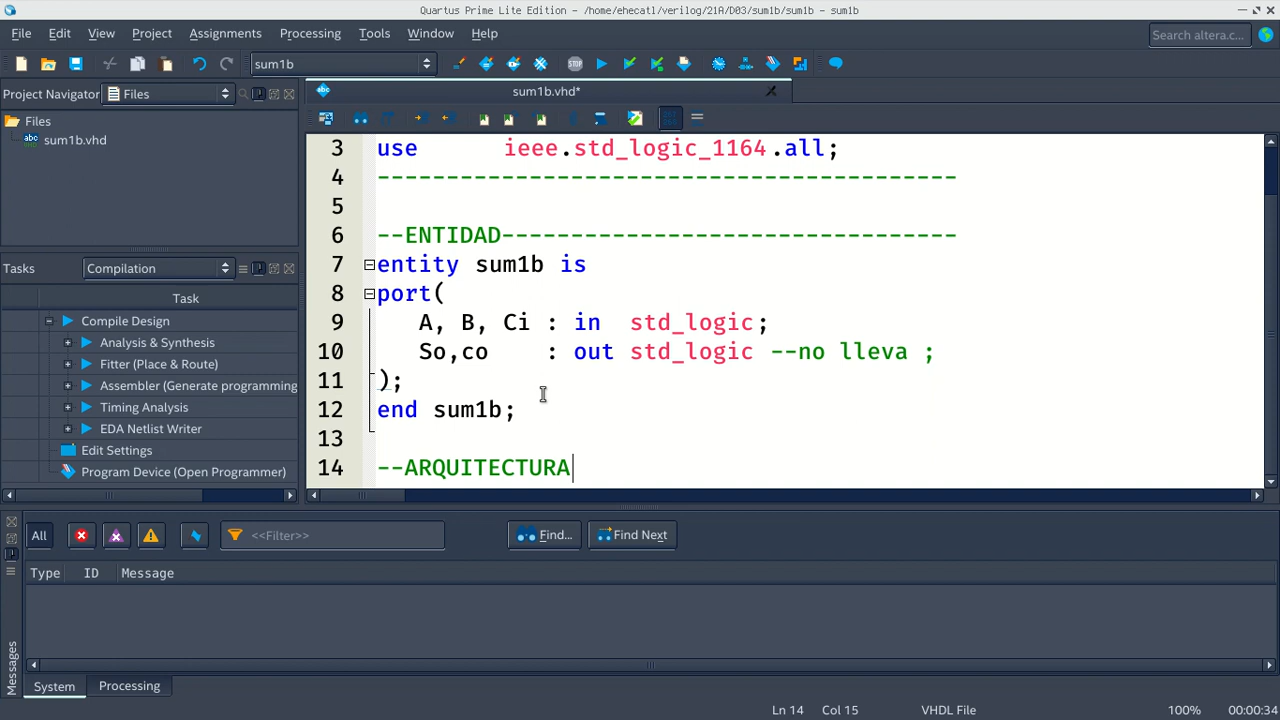 Quartus Prime Lite Edition - /home/ehecatl/verilog/21A/D03/sum1b/sum1b - sum1b
File Edit View Project Assignments Processing Tools Window Help
Search altera.c...
sum1b
Project Navigator Files
sum1b.vhd*
Files
sum1b.vhd
3 use ieee.std_logic_1164.all;
4 ------------------------------------------
5
6 --ENTIDAD---------------------------------
7 entity sum1b is
8 port(
9 A, B, Ci : in std_logic;
10 So,co : out std_logic --no lleva ;
11 );
12 end sum1b;
13
14 --ARQUITECTURA
Tasks Compilation
Task
Compile Design
Analysis & Synthesis
Fitter (Place & Route)
Assembler (Generate programming
Timing Analysis
EDA Netlist Writer
Edit Settings
Program Device (Open Programmer)
All <<Filter>> Find... Find Next
Type ID Message
Messages
System Processing
Ln 14 Col 15 VHDL File 100% 00:00:34